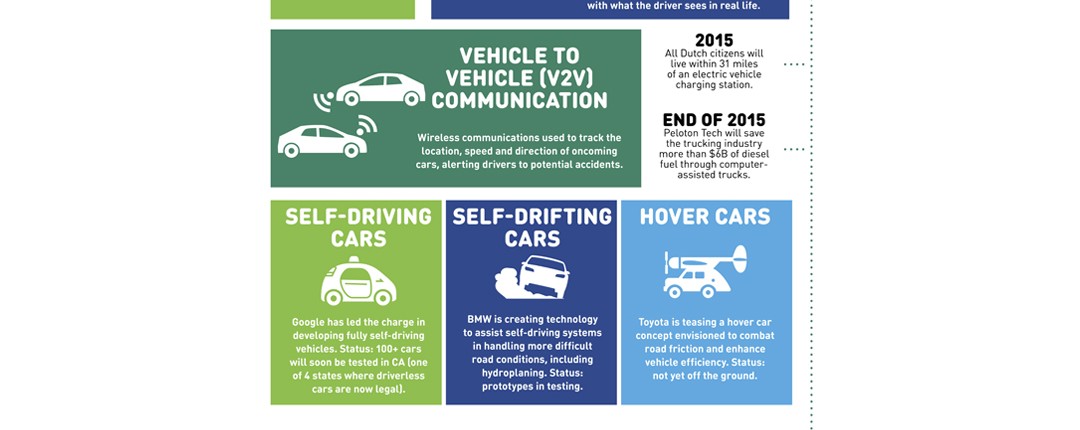 with what the driver sees in real life.
VEHICLE TO
VEHICLE (V2V)
COMMUNICATION
Wireless communications used to track the
location, speed and direction of oncoming
cars, alerting drivers to potential accidents.
2015
All Dutch citizens will
live within 31 miles
of an electric vehicle
charging station.
END OF 2015
Peloton Tech will save
the trucking industry
more than $6B of diesel
fuel through computer-
assisted trucks.
SELF-DRIVING
CARS
Google has led the charge in
developing fully self-driving
vehicles. Status: 100+ cars
will soon be tested in CA (one
of 4 states where driverless
cars are now legal).
SELF-DRIFTING
CARS
BMW is creating technology
to assist self-driving systems
in handling more difficult
road conditions, including
hydroplaning. Status:
prototypes in testing.
HOVER CARS
Toyota is teasing a hover car
concept envisioned to combat
road friction and enhance
vehicle efficiency. Status:
not yet off the ground.